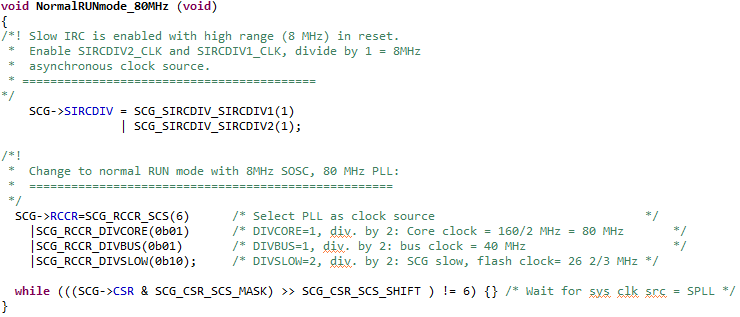 void NormalRUNmode_80MHz (void)
{
/*! Slow IRC is enabled with high range (8 MHz) in reset.
 *  Enable SIRCDIV2_CLK and SIRCDIV1_CLK, divide by 1 = 8MHz
 *  asynchronous clock source.
 * ==========================================
*/
    SCG->SIRCDIV = SCG_SIRCDIV_SIRCDIV1(1)
                 | SCG_SIRCDIV_SIRCDIV2(1);
/*!
 *  Change to normal RUN mode with 8MHz SOSC, 80 MHz PLL:
 *  ====================================================
 */
  SCG->RCCR=SCG_RCCR_SCS(6)      /* Select PLL as clock source                          */
    |SCG_RCCR_DIVCORE(0b01)      /* DIVCORE=1, div. by 2: Core clock = 160/2 MHz = 80 MHz       */
    |SCG_RCCR_DIVBUS(0b01)       /* DIVBUS=1, div. by 2: bus clock = 40 MHz                     */
    |SCG_RCCR_DIVSLOW(0b10);     /* DIVSLOW=2, div. by 2: SCG slow, flash clock= 26 2/3 MHz */
  while (((SCG->CSR & SCG_CSR_SCS_MASK) >> SCG_CSR_SCS_SHIFT ) != 6) {} /* Wait for sys clk src = SPLL */
}